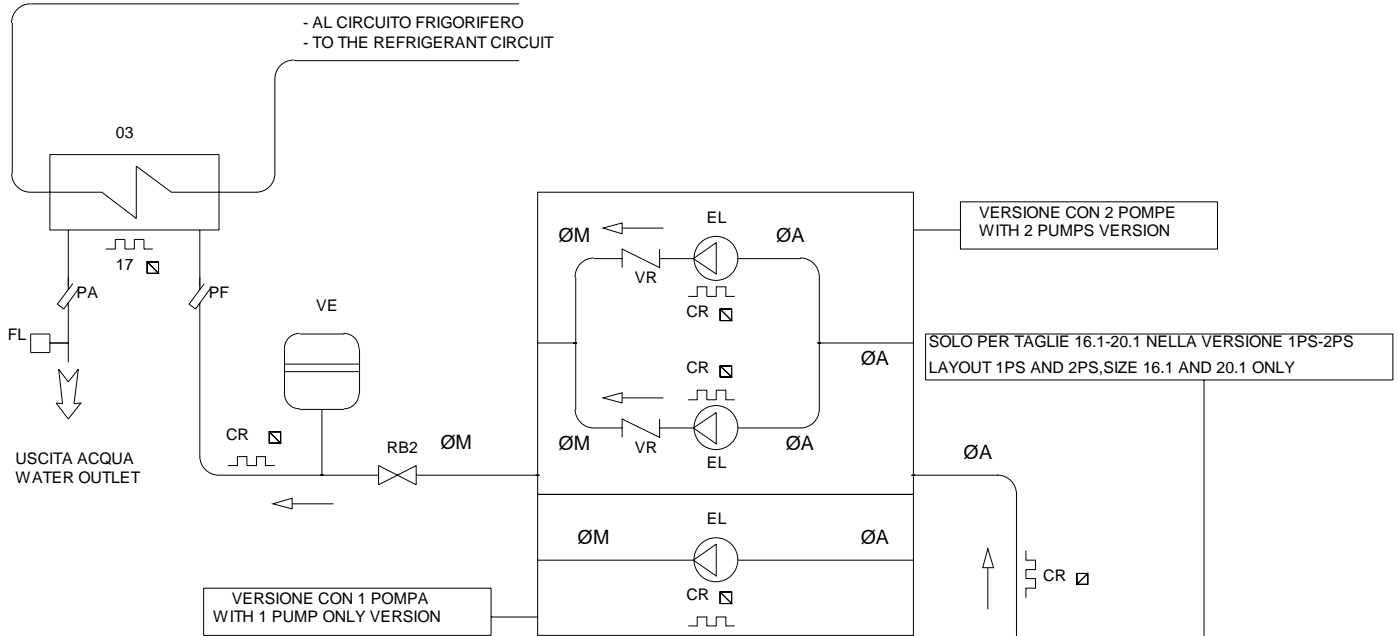 - AL CIRCUITO FRIGORIFERO
- TO THE REFRIGERANT CIRCUIT
03
17
PA
PF
FL
VE
USCITA ACQUA
WATER OUTLET
CR
RB2
ØM
ØM
EL
ØA
VR
CR
ØA
CR
ØM
VR
EL
ØA
VERSIONE CON 2 POMPE
WITH 2 PUMPS VERSION
SOLO PER TAGLIE 16.1-20.1 NELLA VERSIONE 1PS-2PS
LAYOUT 1PS AND 2PS,SIZE 16.1 AND 20.1 ONLY
ØA
EL
ØM
ØA
CR
CR
VERSIONE CON 1 POMPA
WITH 1 PUMP ONLY VERSION